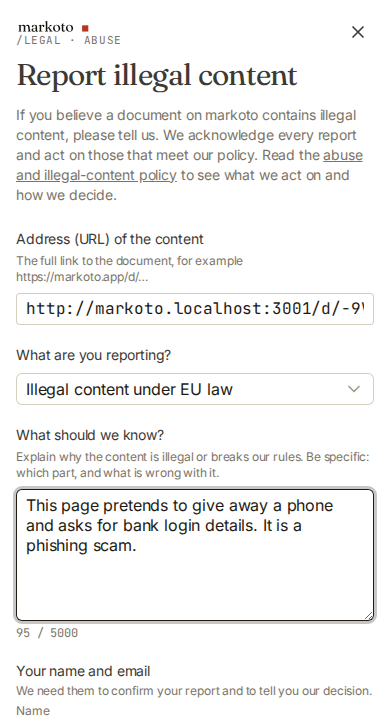 markoto
/LEGAL · ABUSE
Report illegal content
If you believe a document on markoto contains illegal
content, please tell us. We acknowledge every report
and act on those that meet our policy. Read the abuse
and illegal-content policy to see what we act on and
how we decide.
Address (URL) of the content
The full link to the document, for example
https://markoto.app/d/…
http://markoto.localhost:3001/d/-9
What are you reporting?
Illegal content under EU law
What should we know?
Explain why the content is illegal or breaks our rules. Be specific:
which part, and what is wrong with it.
This page pretends to give away a phone
and asks for bank login details. It is a
phishing scam.
95 / 5000
Your name and email
We need them to confirm your report and to tell you our decision.
Name